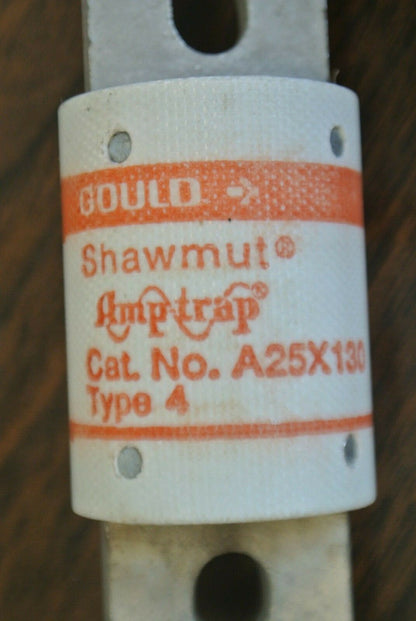 GOULD
Shawmut®
Amp-trap®
Cat. No. A25X130
Type 4